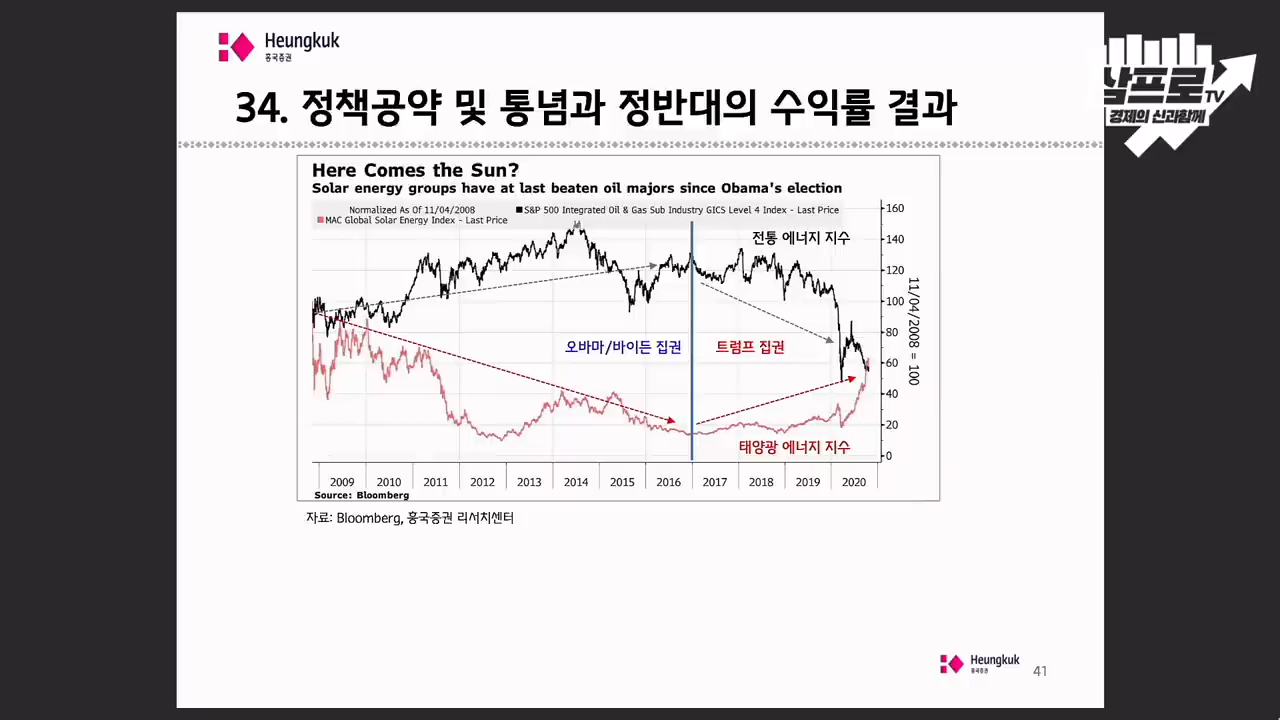 Heungkuk
흥국증권
삼프로TV
경제의 신과함께
34. 정책공약 및 통념과 정반대의 수익률 결과
Here Comes the Sun?
Solar energy groups have at last beaten oil majors since Obama's election
Normalized As Of 11/04/2008
S&P 500 Integrated Oil & Gas Sub Industry GICS Level 4 Index - Last Price
MAC Global Solar Energy Index - Last Price
전통 에너지 지수
160
140
120
100
80
60
40
20
0
11/04/2008 = 100
오바마/바이든 집권
트럼프 집권
태양광 에너지 지수
2009 2010 2011 2012 2013 2014 2015 2016 2017 2018 2019 2020
Source: Bloomberg
자료: Bloomberg, 흥국증권 리서치센터
Heungkuk
흥국증권
41